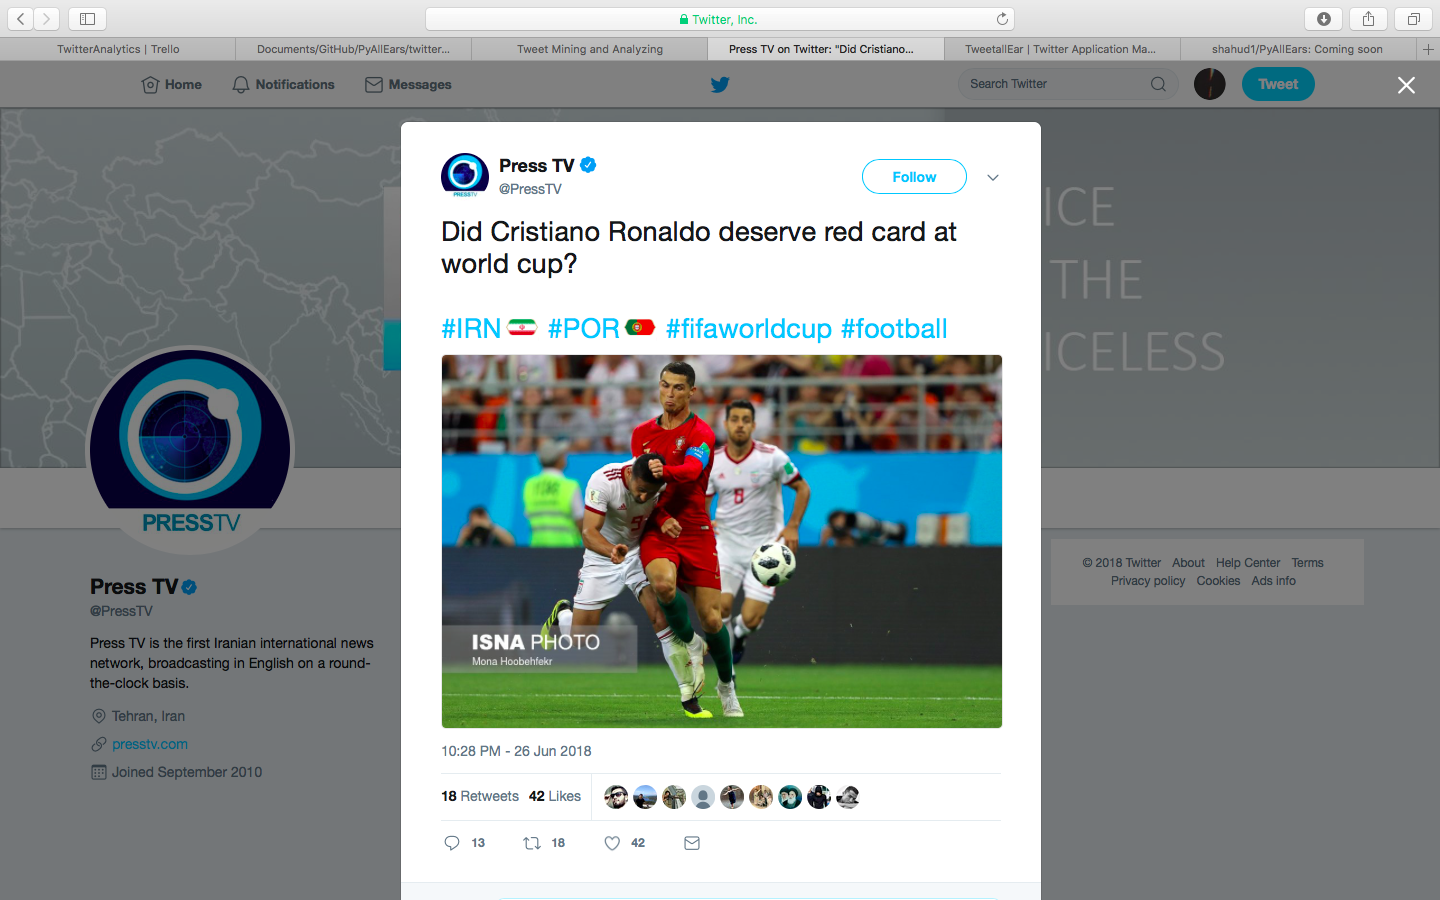 Twitter, Inc.
TwitterAnalytics | Trello
Documents/GitHub/PyAllEars/twitter...
Tweet Mining and Analyzing
Press TV on Twitter: "Did Cristiano...
TweetallEar | Twitter Application Ma...
shahud1/PyAllEars: Coming soon
Home
Notifications
Messages
Search Twitter
Tweet
ICE
THE
ICELESS
Press TV
@PressTV
Follow
Did Cristiano Ronaldo deserve red card at
world cup?
#IRN #POR #fifaworldcup #football
9
8
ISNA PHOTO
Mona Hoobehfekr
10:28 PM - 26 Jun 2018
18 Retweets 42 Likes
13 18 42
PRESSTV
PRESSTV
Press TV
@PressTV
Press TV is the first Iranian international news
network, broadcasting in English on a round-
the-clock basis.
Tehran, Iran
presstv.com
Joined September 2010
© 2018 Twitter About Help Center Terms
Privacy policy Cookies Ads info